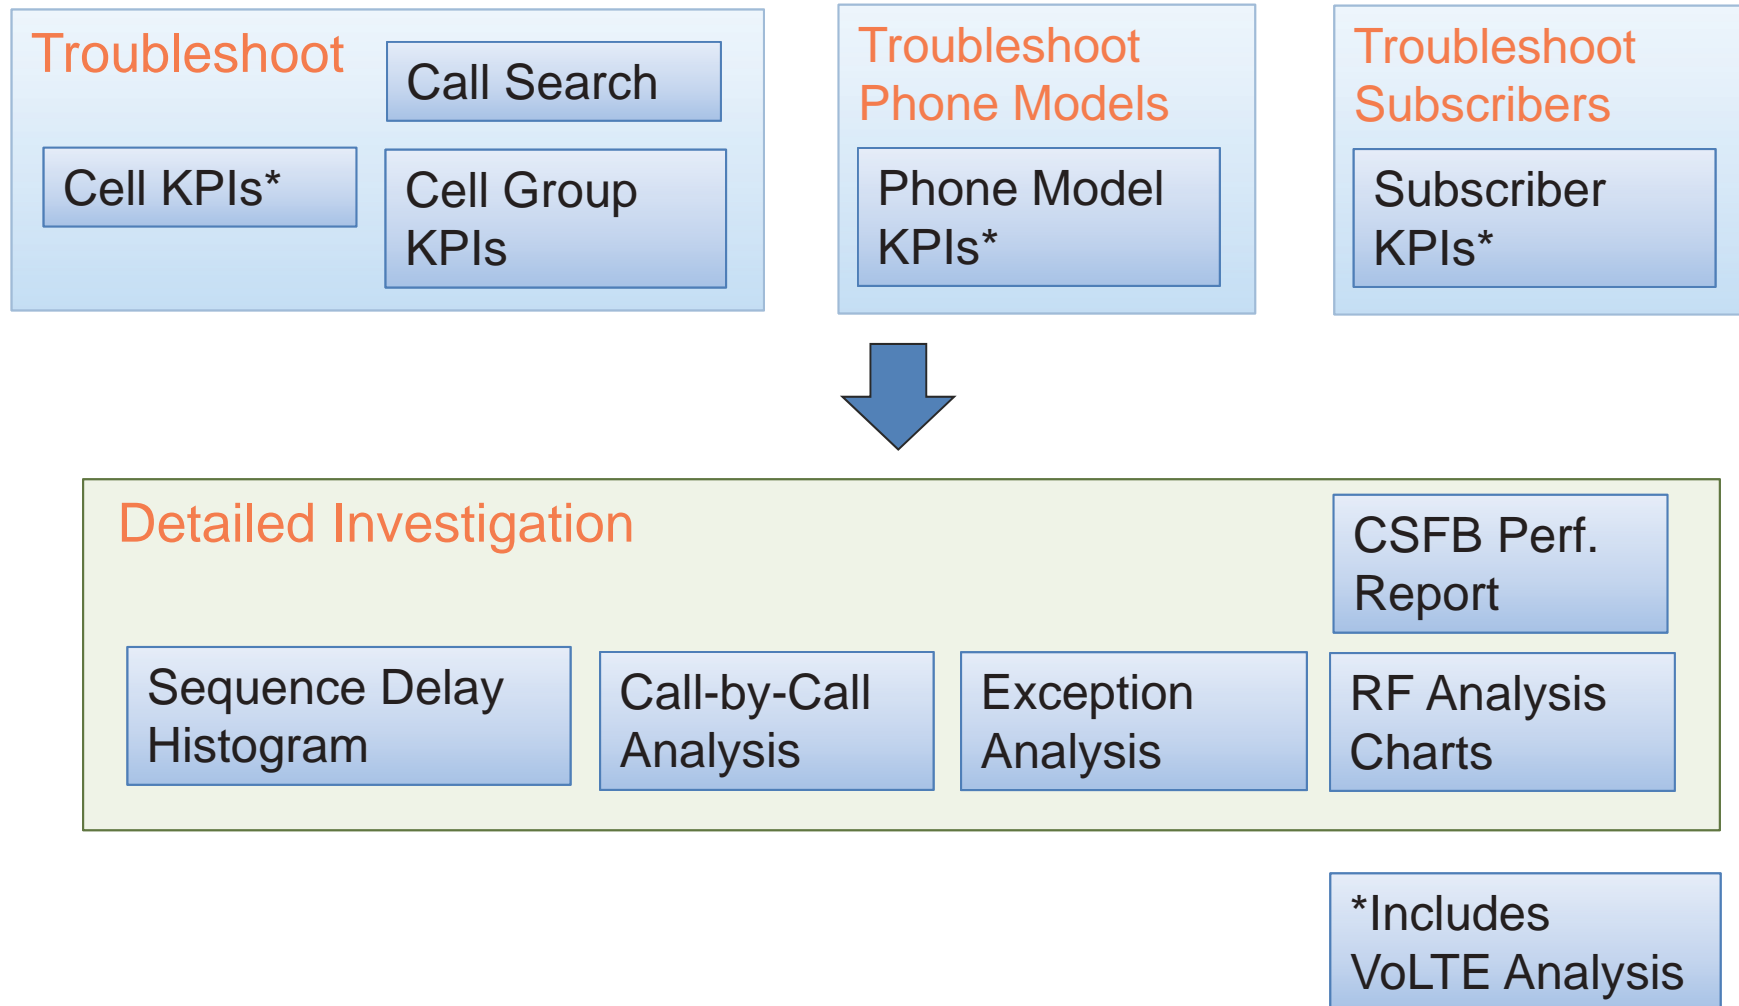 Troubleshoot
Call Search
Cell KPIs*
Cell Group
KPIs
Troubleshoot
Phone Models
Phone Model
KPIs*
Troubleshoot
Subscribers
Subscriber
KPIs*
Detailed Investigation
CSFB Perf.
Report
Sequence Delay
Histogram
Call-by-Call
Analysis
Exception
Analysis
RF Analysis
Charts
*Includes
VoLTE Analysis